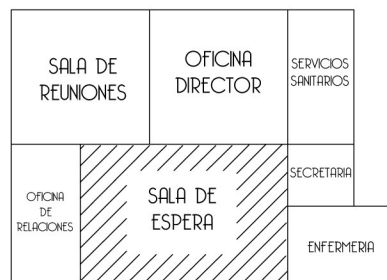 SALA DE
REUNIONES
OFICINA
DIRECTOR
SERVICIOS
SANITARIOS
OFICINA
DE
RELACIONES
SALA DE
ESPERA
SECRETARIA
ENFERMERIA